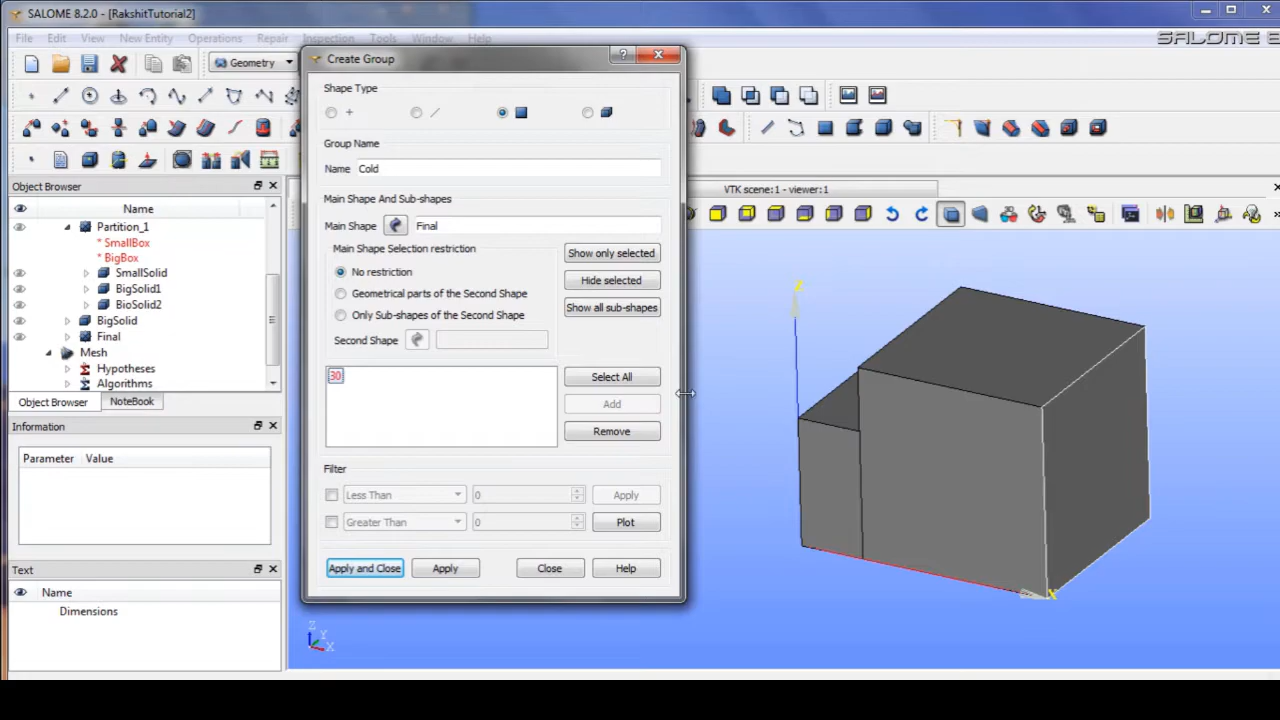 SALOME 8.2.0 - [RakshitTutorial2]
File Edit View New Entity Operations Repair Inspection Tools Window Help
SALOME
Geometry
Create Group
Shape Type
Group Name
Name Cold
Main Shape And Sub-shapes
Main Shape Final
Main Shape Selection restriction
No restriction
Geometrical parts of the Second Shape
Only Sub-shapes of the Second Shape
Second Shape
Show only selected
Hide selected
Show all sub-shapes
30
Select All
Add
Remove
Filter
Less Than 0 Apply
Greater Than 0 Plot
Apply and Close Apply Close Help
Object Browser
Name
Partition_1
* SmallBox
* BigBox
SmallSolid
BigSolid1
BioSolid2
BigSolid
Final
Mesh
Hypotheses
Algorithms
Object Browser NoteBook
Information
Parameter Value
Text
Name
Dimensions
VTK scene:1 - viewer:1
Z
X
Z
Y
X